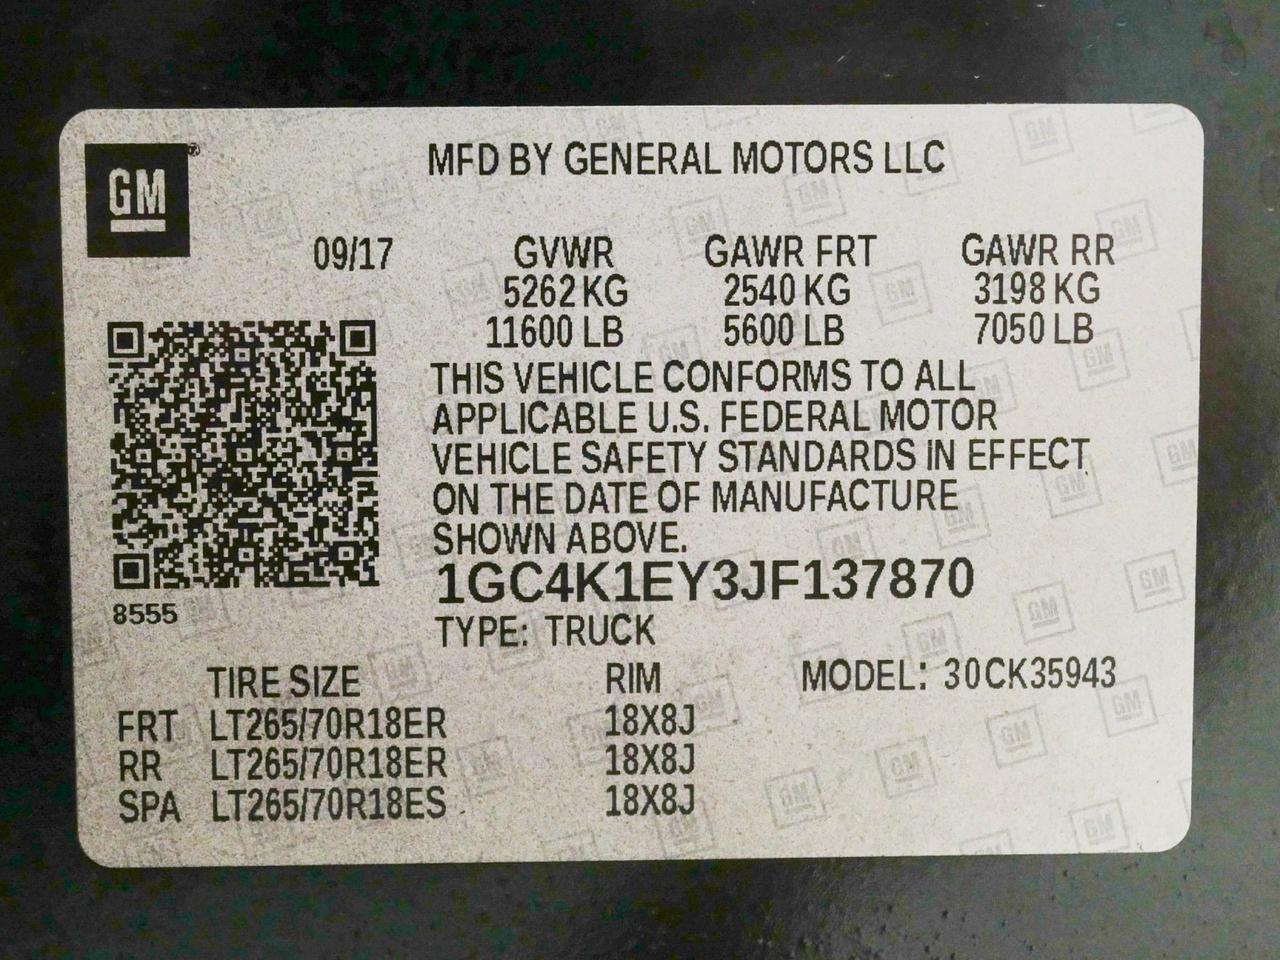 GM®
MFD BY GENERAL MOTORS LLC
09/17 GVWR GAWR FRT GAWR RR
5262 KG 2540 KG 3198 KG
11600 LB 5600 LB 7050 LB
THIS VEHICLE CONFORMS TO ALL
APPLICABLE U.S. FEDERAL MOTOR
VEHICLE SAFETY STANDARDS IN EFFECT
ON THE DATE OF MANUFACTURE
SHOWN ABOVE.
1GC4K1EY3JF137870
8555
TYPE: TRUCK
TIRE SIZE RIM MODEL: 30CK35943
FRT LT265/70R18ER 18X8J
RR LT265/70R18ER 18X8J
SPA LT265/70R18ES 18X8J